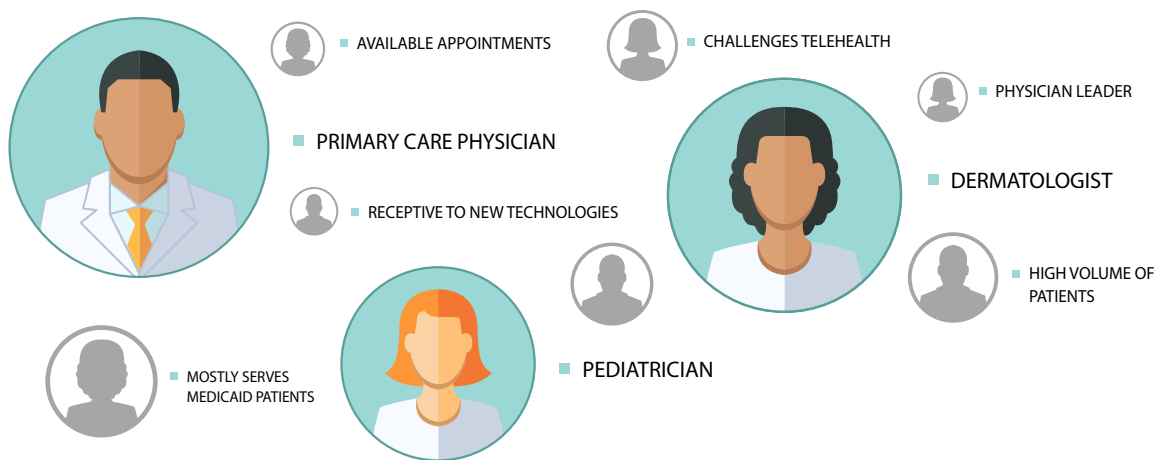 AVAILABLE APPOINTMENTS
CHALLENGES TELEHEALTH
PHYSICIAN LEADER
PRIMARY CARE PHYSICIAN
DERMATOLOGIST
RECEPTIVE TO NEW TECHNOLOGIES
HIGH VOLUME OF
PATIENTS
PEDIATRICIAN
MOSTLY SERVES
MEDICAID PATIENTS